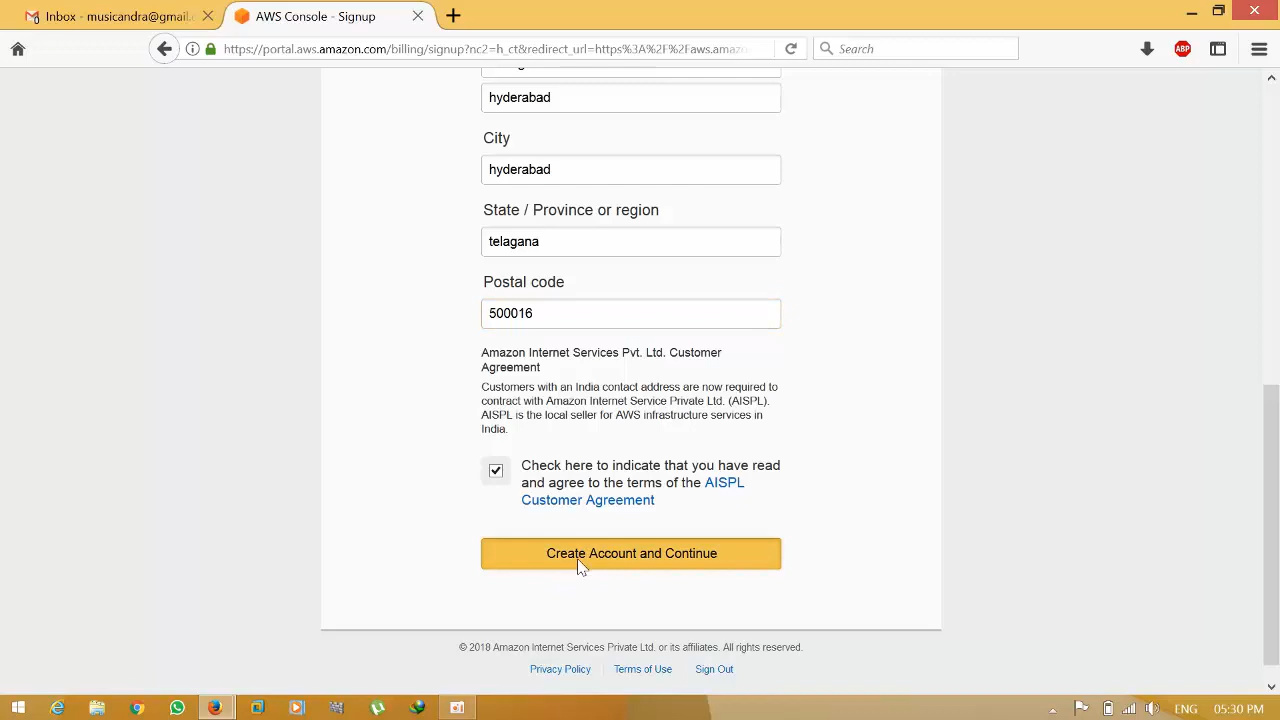 Inbox - musicandra@gmail.
AWS Console - Signup
https://portal.aws.amazon.com/billing/signup?nc2=h_ct&redirect_url=https%3A%2F%2Faws.amazo
Search
ABP
hyderabad
City
hyderabad
State / Province or region
telagana
Postal code
500016
Amazon Internet Services Pvt. Ltd. Customer
Agreement
Customers with an India contact address are now required to
contract with Amazon Internet Service Private Ltd. (AISPL).
AISPL is the local seller for AWS infrastructure services in
India.
Check here to indicate that you have read
and agree to the terms of the AISPL
Customer Agreement
Create Account and Continue
© 2018 Amazon Internet Services Private Ltd. or its affiliates. All rights reserved.
Privacy Policy Terms of Use Sign Out
ENG 05:30 PM